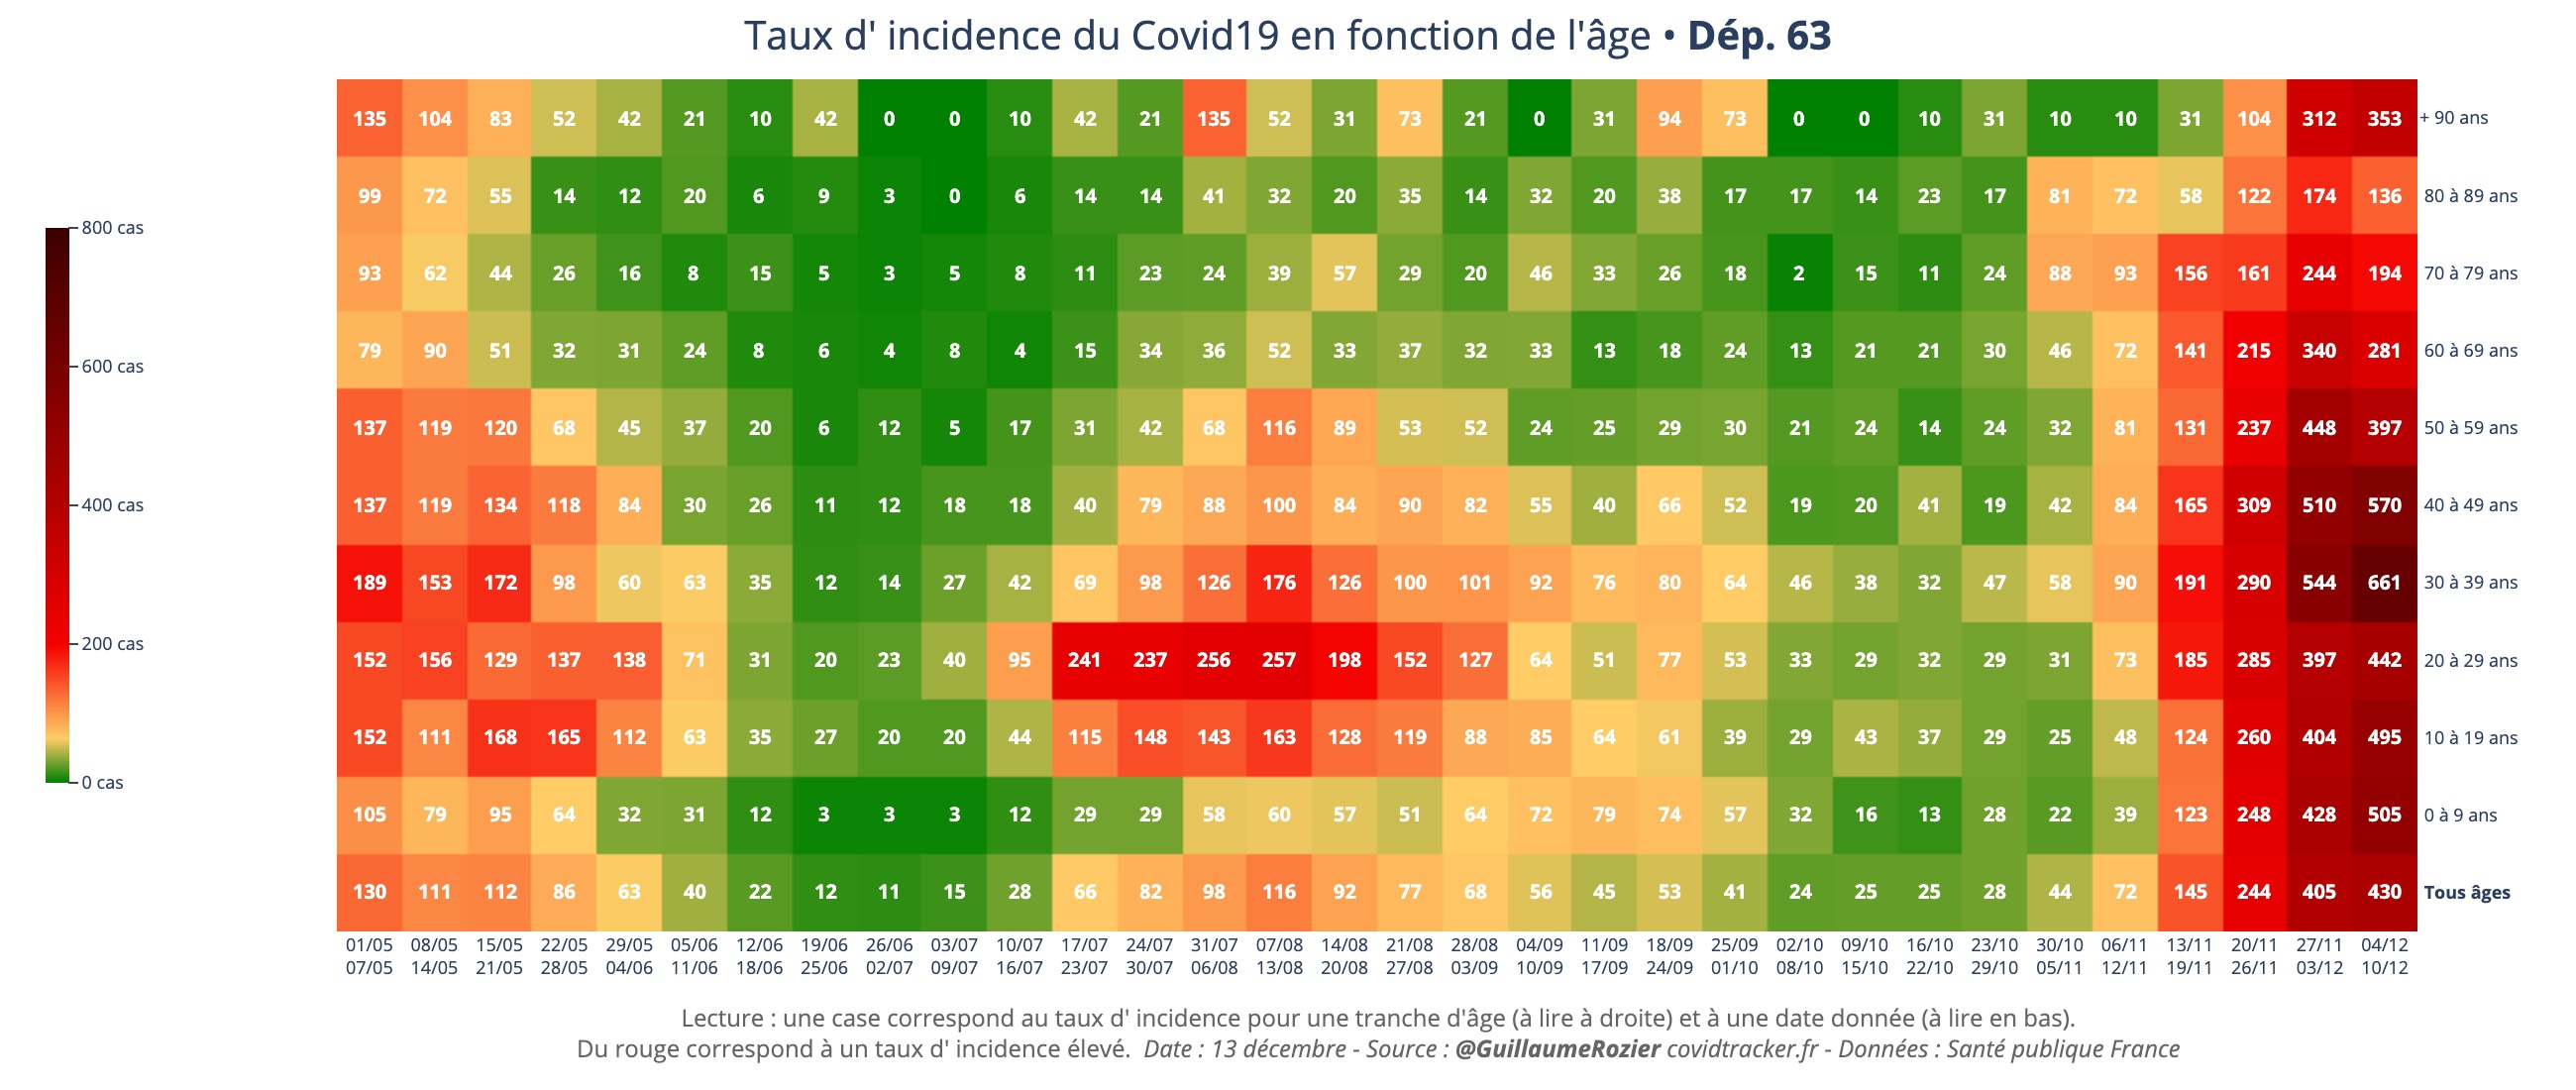 Taux d' incidence du Covid19 en fonction de l'âge • Dép. 63
135 104 83 52 42 21 10 42 0 0 10 42 21 135 52 31 73 21 0 31 94 73 0 0 10 31 10 10 31 104 312 353 + 90 ans
99 72 55 14 12 20 6 9 3 0 6 14 14 41 32 20 35 14 32 20 38 17 17 14 23 17 81 72 58 122 174 136 80 à 89 ans
800 cas
93 62 44 26 16 8 15 5 3 5 8 11 23 24 39 57 29 20 46 33 26 18 2 15 11 24 88 93 156 161 244 194 70 à 79 ans
79 90 51 32 31 24 8 6 4 8 4 15 34 36 52 33 37 32 33 13 18 24 13 21 21 30 46 72 141 215 340 281 60 à 69 ans
600 cas
137 119 120 68 45 37 20 6 12 5 17 31 42 68 116 89 53 52 24 25 29 30 21 24 14 24 32 81 131 237 448 397 50 à 59 ans
400 cas
137 119 134 118 84 30 26 11 12 18 18 40 79 88 100 84 90 82 55 40 66 52 19 20 41 19 42 84 165 309 510 570 40 à 49 ans
189 153 172 98 60 63 35 12 14 27 42 69 98 126 176 126 100 101 92 76 80 64 46 38 32 47 58 90 191 290 544 661 30 à 39 ans
200 cas
152 156 129 137 138 71 31 20 23 40 95 241 237 256 257 198 152 127 64 51 77 53 33 29 32 29 31 73 185 285 397 442 20 à 29 ans
152 111 168 165 112 63 35 27 20 20 44 115 148 143 163 128 119 88 85 64 61 39 29 43 37 29 25 48 124 260 404 495 10 à 19 ans
0 cas
105 79 95 64 32 31 12 3 3 3 12 29 29 58 60 57 51 64 72 79 74 57 32 16 13 28 22 39 123 248 428 505 0 à 9 ans
130 111 112 86 63 40 22 12 11 15 28 66 82 98 116 92 77 68 56 45 53 41 24 25 25 28 44 72 145 244 405 430 Tous âges
01/05 08/05 15/05 22/05 29/05 05/06 12/06 19/06 26/06 03/07 10/07 17/07 24/07 31/07 07/08 14/08 21/08 28/08 04/09 11/09 18/09 25/09 02/10 09/10 16/10 23/10 30/10 06/11 13/11 20/11 27/11 04/12
07/05 14/05 21/05 28/05 04/06 11/06 18/06 25/06 02/07 09/07 16/07 23/07 30/07 06/08 13/08 20/08 27/08 03/09 10/09 17/09 24/09 01/10 08/10 15/10 22/10 29/10 05/11 12/11 19/11 26/11 03/12 10/12
Lecture : une case correspond au taux d' incidence pour une tranche d'âge (à lire à droite) et à une date donnée (à lire en bas).
Du rouge correspond à un taux d' incidence élevé. Date : 13 décembre - Source : @GuillaumeRozier covidtracker.fr - Données : Santé publique France